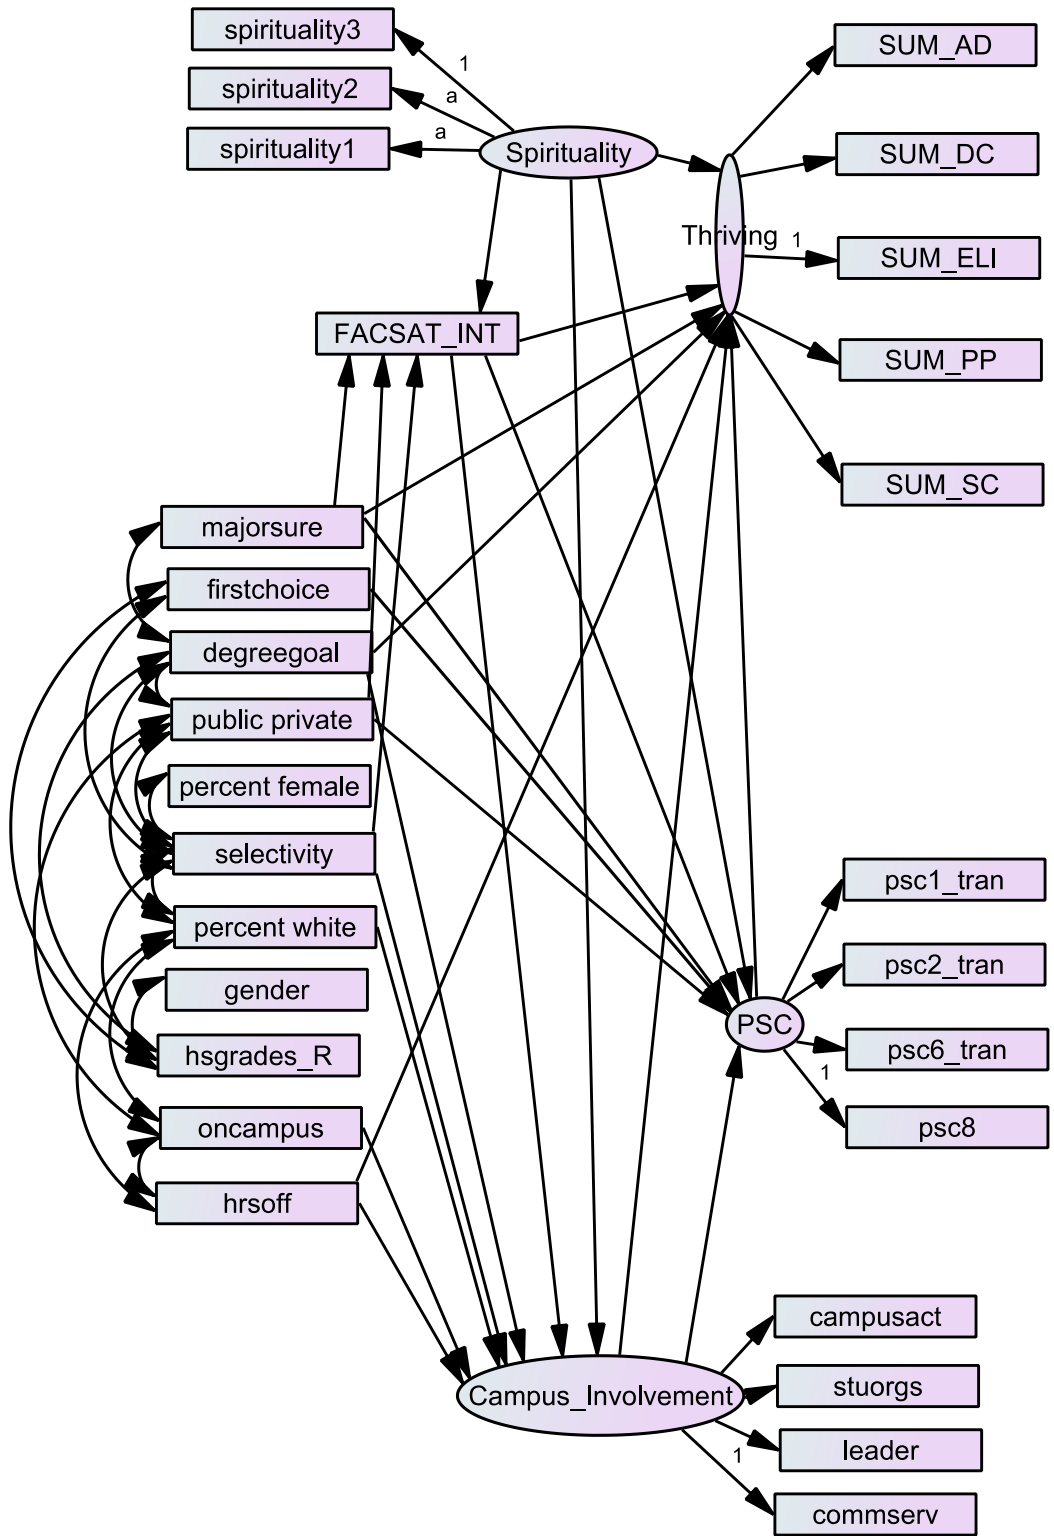 spirituality3
SUM_AD
1
spirituality2
a
spirituality1
a
Spirituality
SUM_DC
Thriving
1
SUM_ELI
FACSAT_INT
SUM_PP
SUM_SC
majorsure
firstchoice
degreegoal
public private
percent female
selectivity
percent white
gender
hsgrades_R
oncampus
hrsoff
psc1_tran
psc2_tran
PSC
psc6_tran
1
psc8
campusact
Campus_Involvement
stuorgs
leader
1
commserv